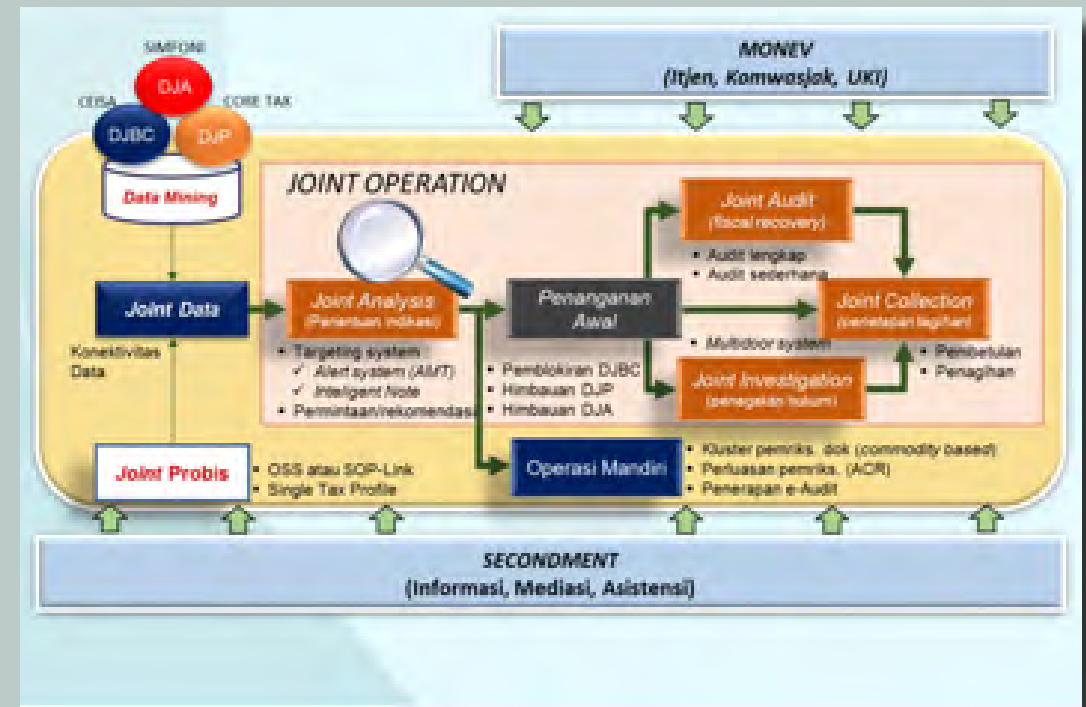 SIMFONI
DJA
CEISA
CORE TAX
DJBC
DJP
Data Mining
MONEV
(Itjen, Komwasjak, UKI)
JOINT OPERATION
Joint Data
Konektivitas
Data
Joint Analysis
(Penentuan indikasi)
• Targeting system :
✓ Alert system (AMT)
✓ Inteligent Note
• Permintaan/rekomendasi
Penanganan
Awal
• Pemblokiran DJBC
• Himbauan DJP
• Himbauan DJA
Joint Audit
(fiscal recovery)
• Audit lengkap
• Audit sederhana
• Multidoor system
Joint Investigation
(penegakan hukum)
Joint Collection
(penetapan tagihan)
• Pembetulan
• Penagihan
Joint Probis
• OSS atau SOP-Link
• Single Tax Profile
Operasi Mandiri
• Kluster pemriks. dok (commodity based)
• Perluasan pemriks. (ACR)
• Penerapan e-Audit
SECONDMENT
(Informasi, Mediasi, Asistensi)